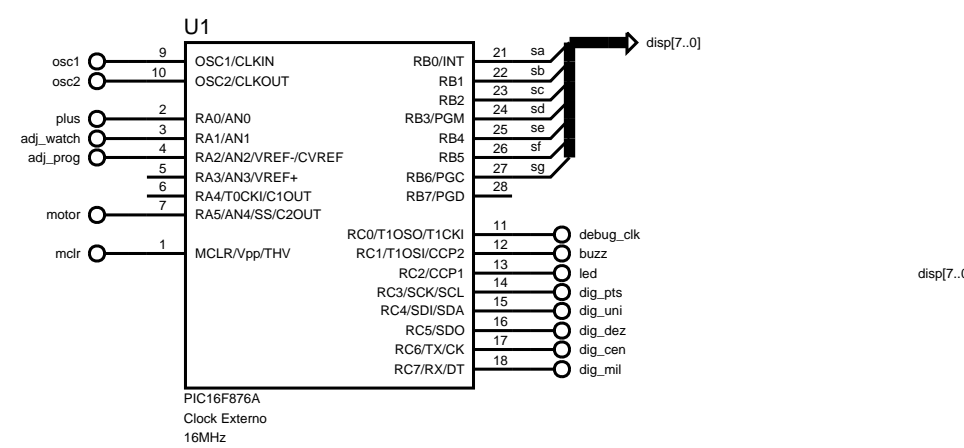 U1
osc1 9 OSC1/CLKIN RB0/INT 21 sa disp[7..0]
osc2 10 OSC2/CLKOUT RB1 22 sb
RB2 23 sc
plus 2 RA0/AN0 RB3/PGM 24 sd
adj_watch 3 RA1/AN1 RB4 25 se
adj_prog 4 RA2/AN2/VREF-/CVREF RB5 26 sf
5 RA3/AN3/VREF+ RB6/PGC 27 sg
6 RA4/T0CKI/C1OUT RB7/PGD 28
motor 7 RA5/AN4/SS/C2OUT
RC0/T1OSO/T1CKI 11 debug_clk
mclr 1 MCLR/Vpp/THV RC1/T1OSI/CCP2 12 buzz
RC2/CCP1 13 led disp[7..0
RC3/SCK/SCL 14 dig_pts
RC4/SDI/SDA 15 dig_uni
RC5/SDO 16 dig_dez
RC6/TX/CK 17 dig_cen
RC7/RX/DT 18 dig_mil
PIC16F876A
Clock Externo
16MHz